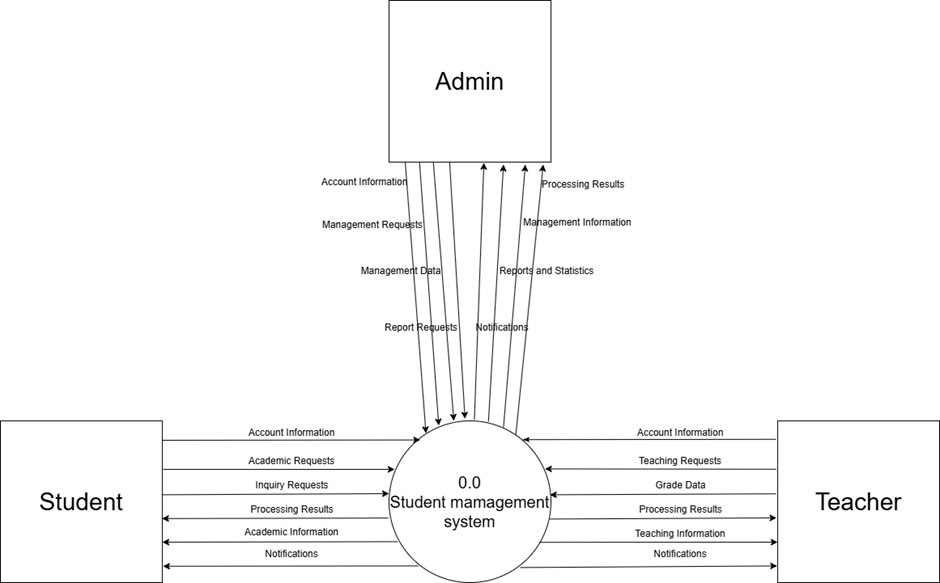 Admin
Account Information
Processing Results
Management Requests
Management Information
Management Data
Reports and Statistics
Report Requests
Notifications
Account Information
Account Information
Academic Requests
Teaching Requests
Inquiry Requests
Grade Data
0.0
Student mamagement
system
Student
Teacher
Processing Results
Processing Results
Academic Information
Teaching Information
Notifications
Notifications